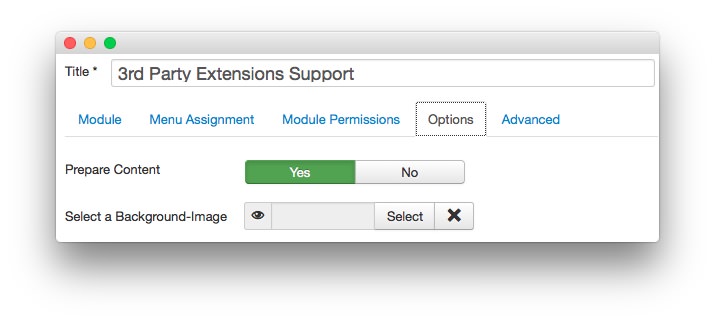 Title * 3rd Party Extensions Support
Module Menu Assignment Module Permissions Options Advanced
Prepare Content Yes No
Select a Background-Image Select